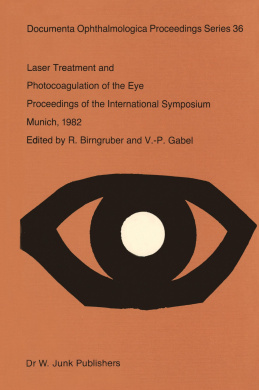 Documenta Ophthalmologica Proceedings Series 36
Laser Treatment and
Photocoagulation of the Eye
Proceedings of the International Symposium
Munich, 1982
Edited by R. Birngruber and V.-P. Gabel
Dr W. Junk Publishers